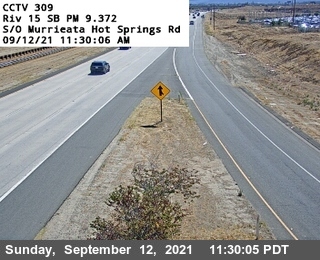 CCTV 309
Riv 15 SB PM 9.372
S/O Murrieata Hot Springs Rd
09/12/21 11:30:06 AM
Sunday, September 12, 2021 11:30:05 PDT